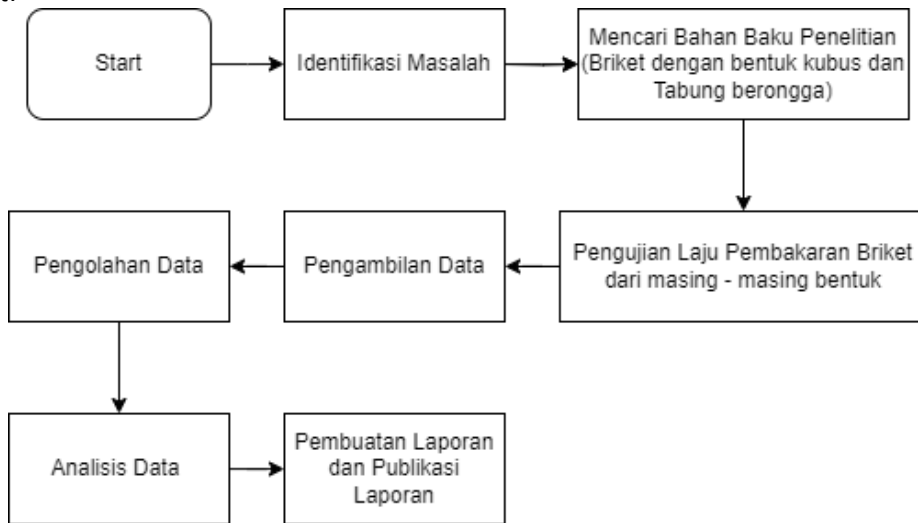 Start
Identifikasi Masalah
Mencari Bahan Baku Penelitian
(Briket dengan bentuk kubus dan
Tabung berongga)
Pengujian Laju Pembakaran Briket
dari masing - masing bentuk
Pengambilan Data
Pengolahan Data
Analisis Data
Pembuatan Laporan
dan Publikasi
Laporan